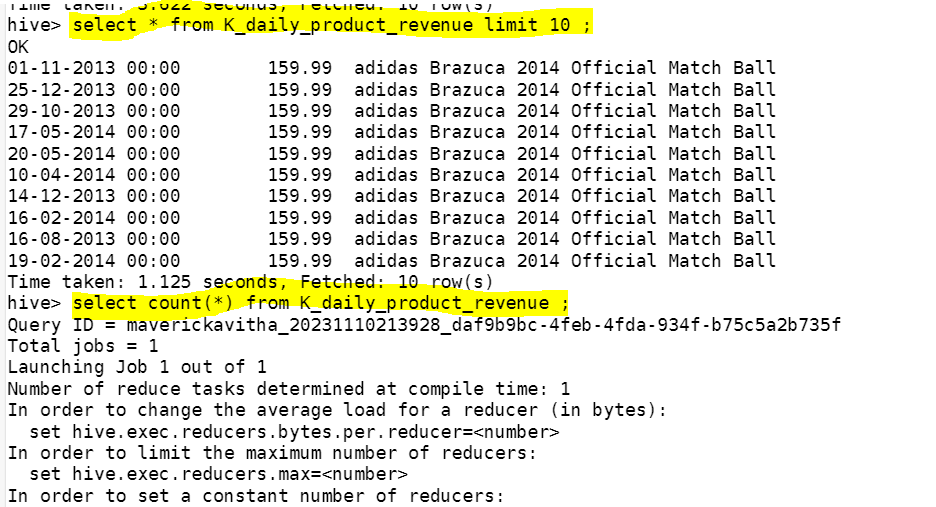 Time taken: 3.622 seconds, Fetched: 10 row(s)
hive> select * from K_daily_product_revenue limit 10 ;
OK
01-11-2013 00:00 159.99 adidas Brazuca 2014 Official Match Ball
25-12-2013 00:00 159.99 adidas Brazuca 2014 Official Match Ball
29-10-2013 00:00 159.99 adidas Brazuca 2014 Official Match Ball
17-05-2014 00:00 159.99 adidas Brazuca 2014 Official Match Ball
20-05-2014 00:00 159.99 adidas Brazuca 2014 Official Match Ball
10-04-2014 00:00 159.99 adidas Brazuca 2014 Official Match Ball
14-12-2013 00:00 159.99 adidas Brazuca 2014 Official Match Ball
16-02-2014 00:00 159.99 adidas Brazuca 2014 Official Match Ball
16-08-2013 00:00 159.99 adidas Brazuca 2014 Official Match Ball
19-02-2014 00:00 159.99 adidas Brazuca 2014 Official Match Ball
Time taken: 1.125 seconds, Fetched: 10 row(s)
hive> select count(*) from K_daily_product_revenue ;
Query ID = maverickavitha_20231110213928_daf9b9bc-4feb-4fda-934f-b75c5a2b735f
Total jobs = 1
Launching Job 1 out of 1
Number of reduce tasks determined at compile time: 1
In order to change the average load for a reducer (in bytes):
set hive.exec.reducers.bytes.per.reducer=<number>
In order to limit the maximum number of reducers:
set hive.exec.reducers.max=<number>
In order to set a constant number of reducers: